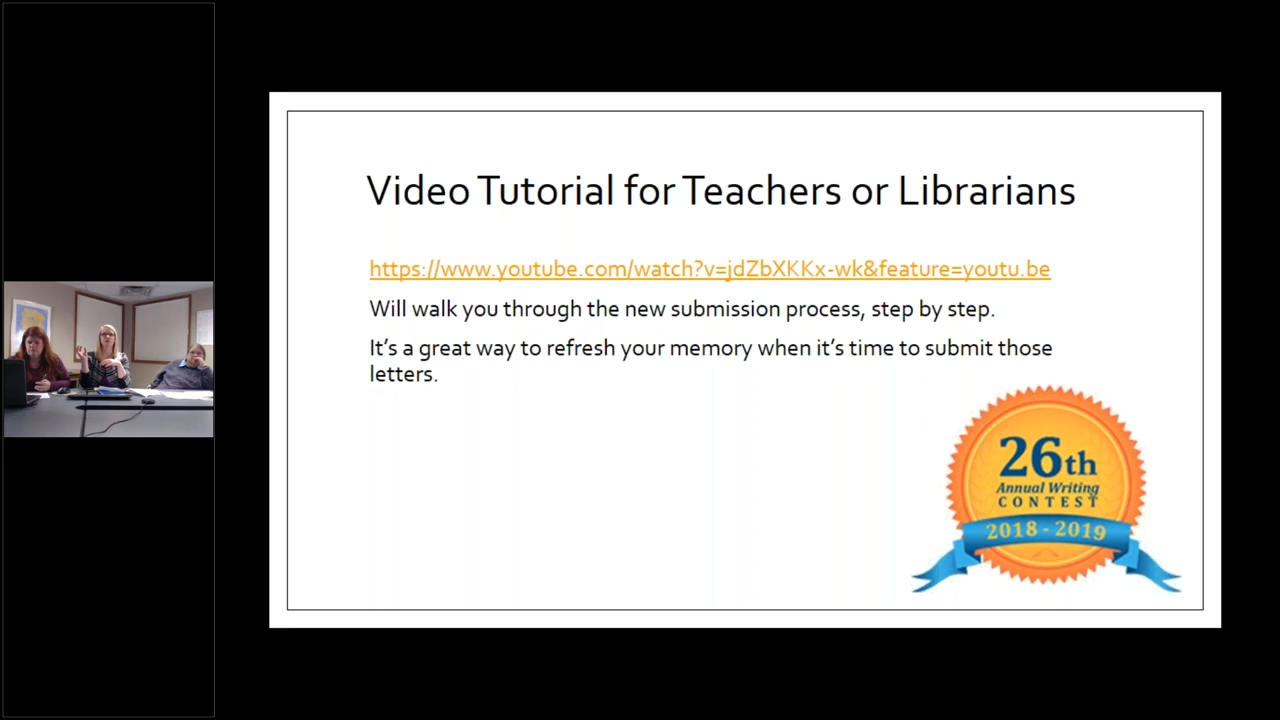 Video Tutorial for Teachers or Librarians
https://www.youtube.com/watch?v=jdZbXKKx-wk&feature=youtu.be
Will walk you through the new submission process, step by step.
It's a great way to refresh your memory when it's time to submit those
letters.
26th
Annual Writing
CONTEST
2018 - 2019